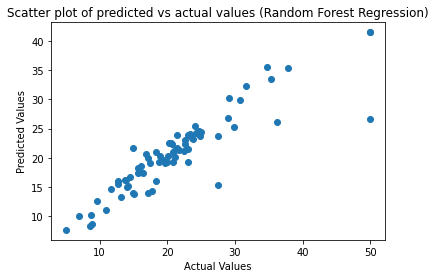 Scatter plot of predicted vs actual values (Random Forest Regression)
Predicted Values
40
35
30
25
20
15
10
10 20 30 40 50
Actual Values